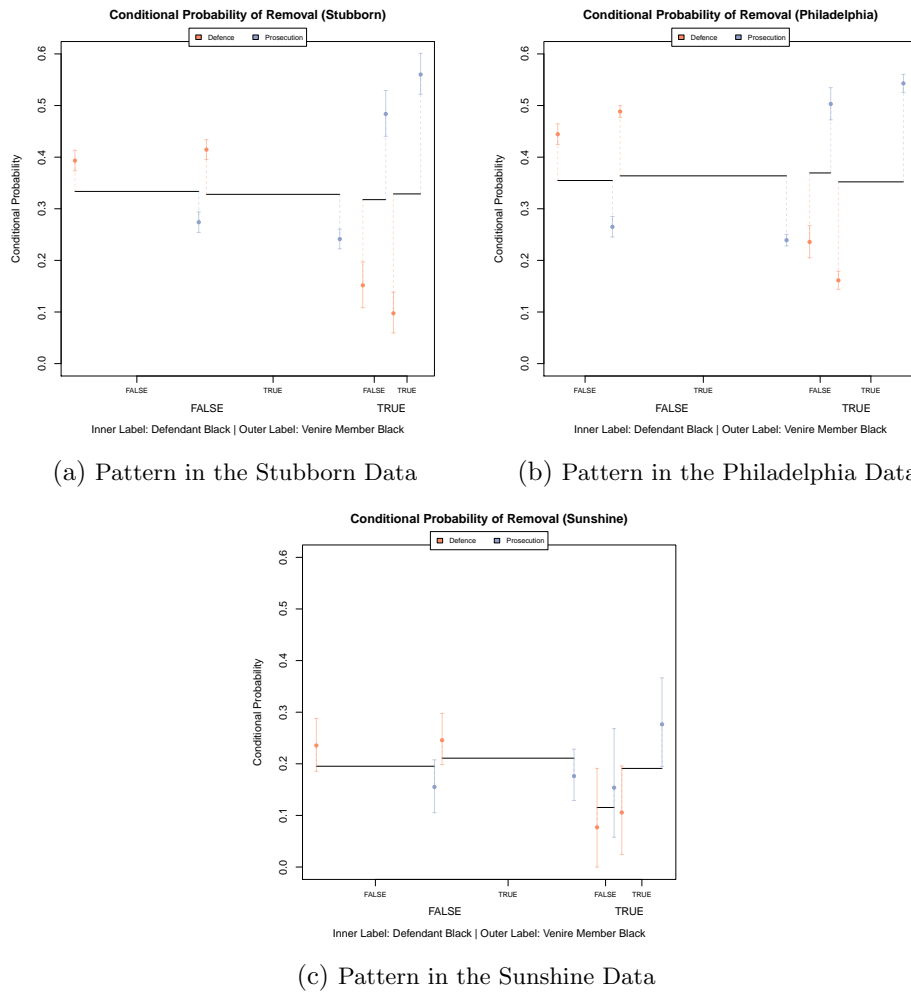 Conditional Probability of Removal (Stubborn)
Defence Prosecution
0.6
0.5
0.4
0.3
0.2
0.1
0.0
Conditional Probability
FALSE TRUE FALSE TRUE
FALSE TRUE
Inner Label: Defendant Black | Outer Label: Venire Member Black
(a) Pattern in the Stubborn Data
Conditional Probability of Removal (Philadelphia)
Defence Prosecution
0.6
0.5
0.4
0.3
0.2
0.1
0.0
Conditional Probability
FALSE TRUE FALSE TRUE
FALSE TRUE
Inner Label: Defendant Black | Outer Label: Venire Member Black
(b) Pattern in the Philadelphia Data
Conditional Probability of Removal (Sunshine)
Defence Prosecution
0.6
0.5
0.4
0.3
0.2
0.1
0.0
Conditional Probability
FALSE TRUE FALSE TRUE
FALSE TRUE
Inner Label: Defendant Black | Outer Label: Venire Member Black
(c) Pattern in the Sunshine Data